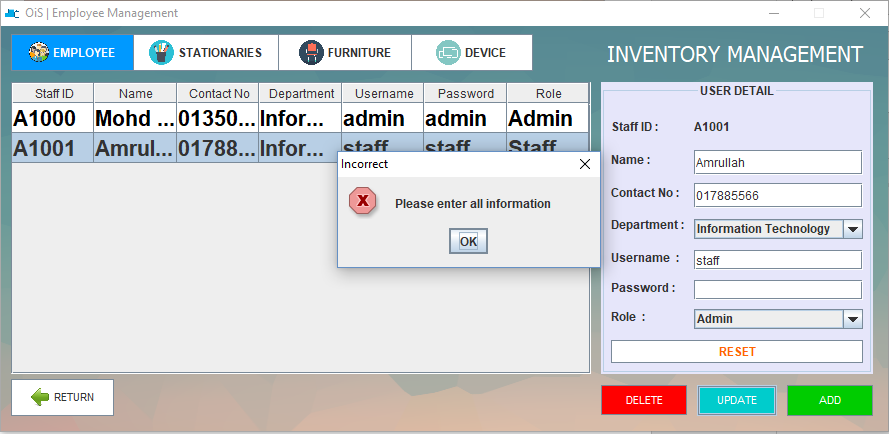 OiS | Employee Management
EMPLOYEE STATIONARIES FURNITURE DEVICE
INVENTORY MANAGEMENT
Staff ID Name Contact No Department Username Password Role
A1000 Mohd ... 01350... Infor... admin admin Admin
A1001 Amrul... 01788... Infor... staff staff Staff
Incorrect
X
Please enter all information
OK
USER DETAIL
Staff ID : A1001
Name : Amrullah
Contact No : 017885566
Department : Information Technology
Username : staff
Password :
Role : Admin
RESET
RETURN
DELETE UPDATE ADD